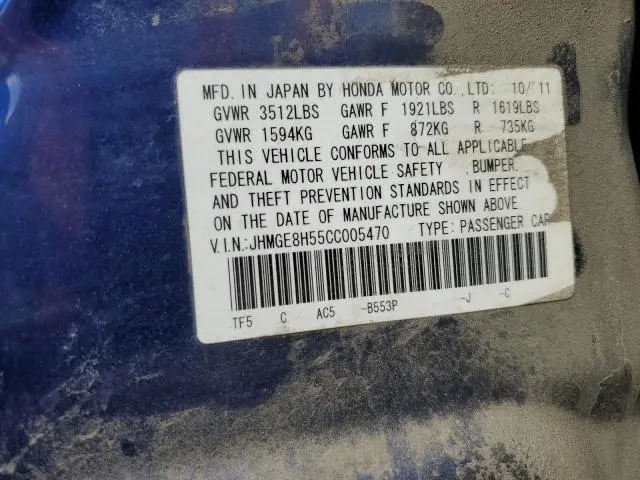 MFD. IN JAPAN BY HONDA MOTOR CO., LTD: 10/'11
GVWR 3512LBS GAWR F 1921LBS R 1619LBS
GVWR 1594KG GAWR F 872KG R 735KG
THIS VEHICLE CONFORMS TO ALL APPLICABLE
FEDERAL MOTOR VEHICLE SAFETY , BUMPER,
AND THEFT PREVENTION STANDARDS IN EFFECT
ON THE DATE OF MANUFACTURE SHOWN ABOVE.
V.I.N:JHMGE8H55CC005470 TYPE: PASSENGER CAR
TF5 C AC5 -B553P -J -C